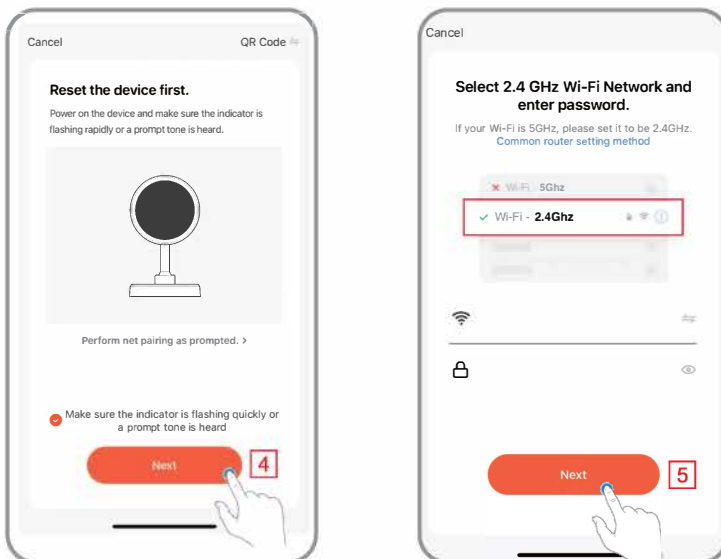 Cancel
QR Code
Reset the device first.
Power on the device and make sure the indicator is
flashing rapidly or a prompt tone is heard.
Perform net pairing as prompted. >
Make sure the indicator is flashing quickly or
a prompt tone is heard
Next
4
Cancel
Select 2.4 GHz Wi-Fi Network and
enter password.
If your Wi-Fi is 5GHz, please set it to be 2.4GHz.
Common router setting method
Wi-Fi 5Ghz
Wi-Fi - 2.4Ghz
Next
5